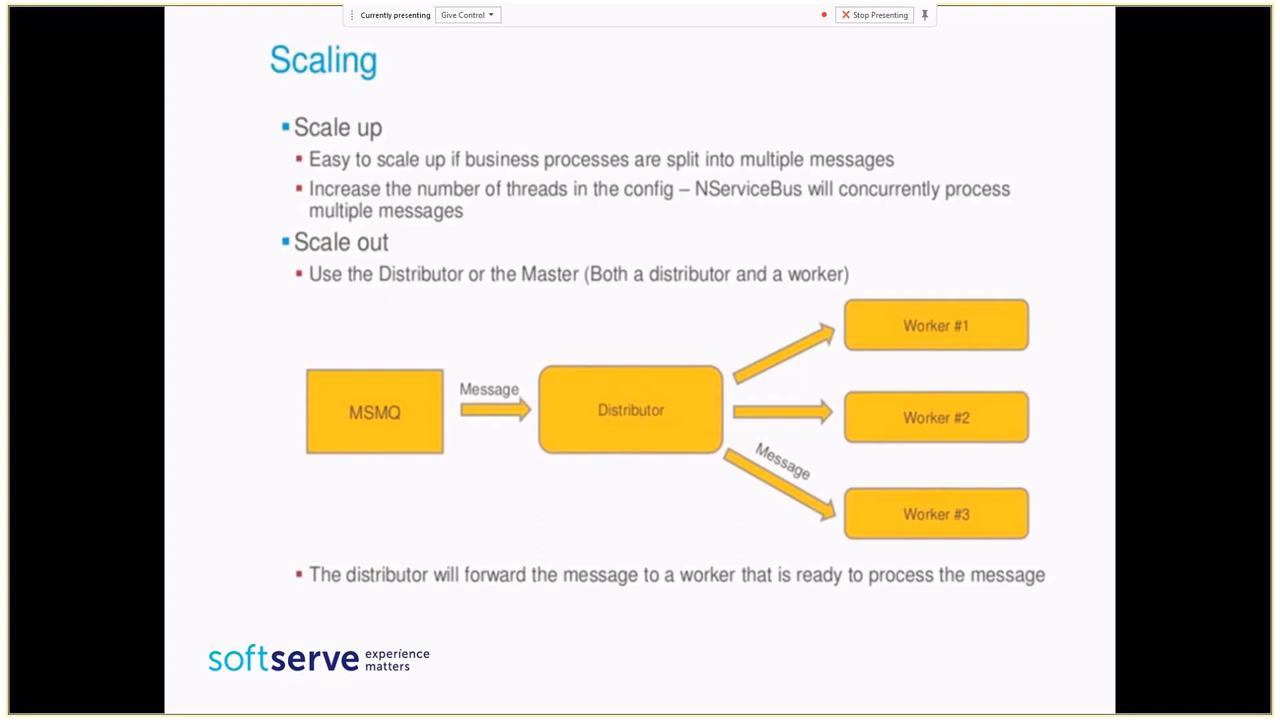 Currently presenting Give Control Stop Presenting
Scaling
Scale up
Easy to scale up if business processes are split into multiple messages
Increase the number of threads in the config – NServiceBus will concurrently process
multiple messages
Scale out
Use the Distributor or the Master (Both a distributor and a worker)
Worker #1
Message
MSMQ
Distributor
Worker #2
Message
Worker #3
The distributor will forward the message to a worker that is ready to process the message
softserve experience
matters